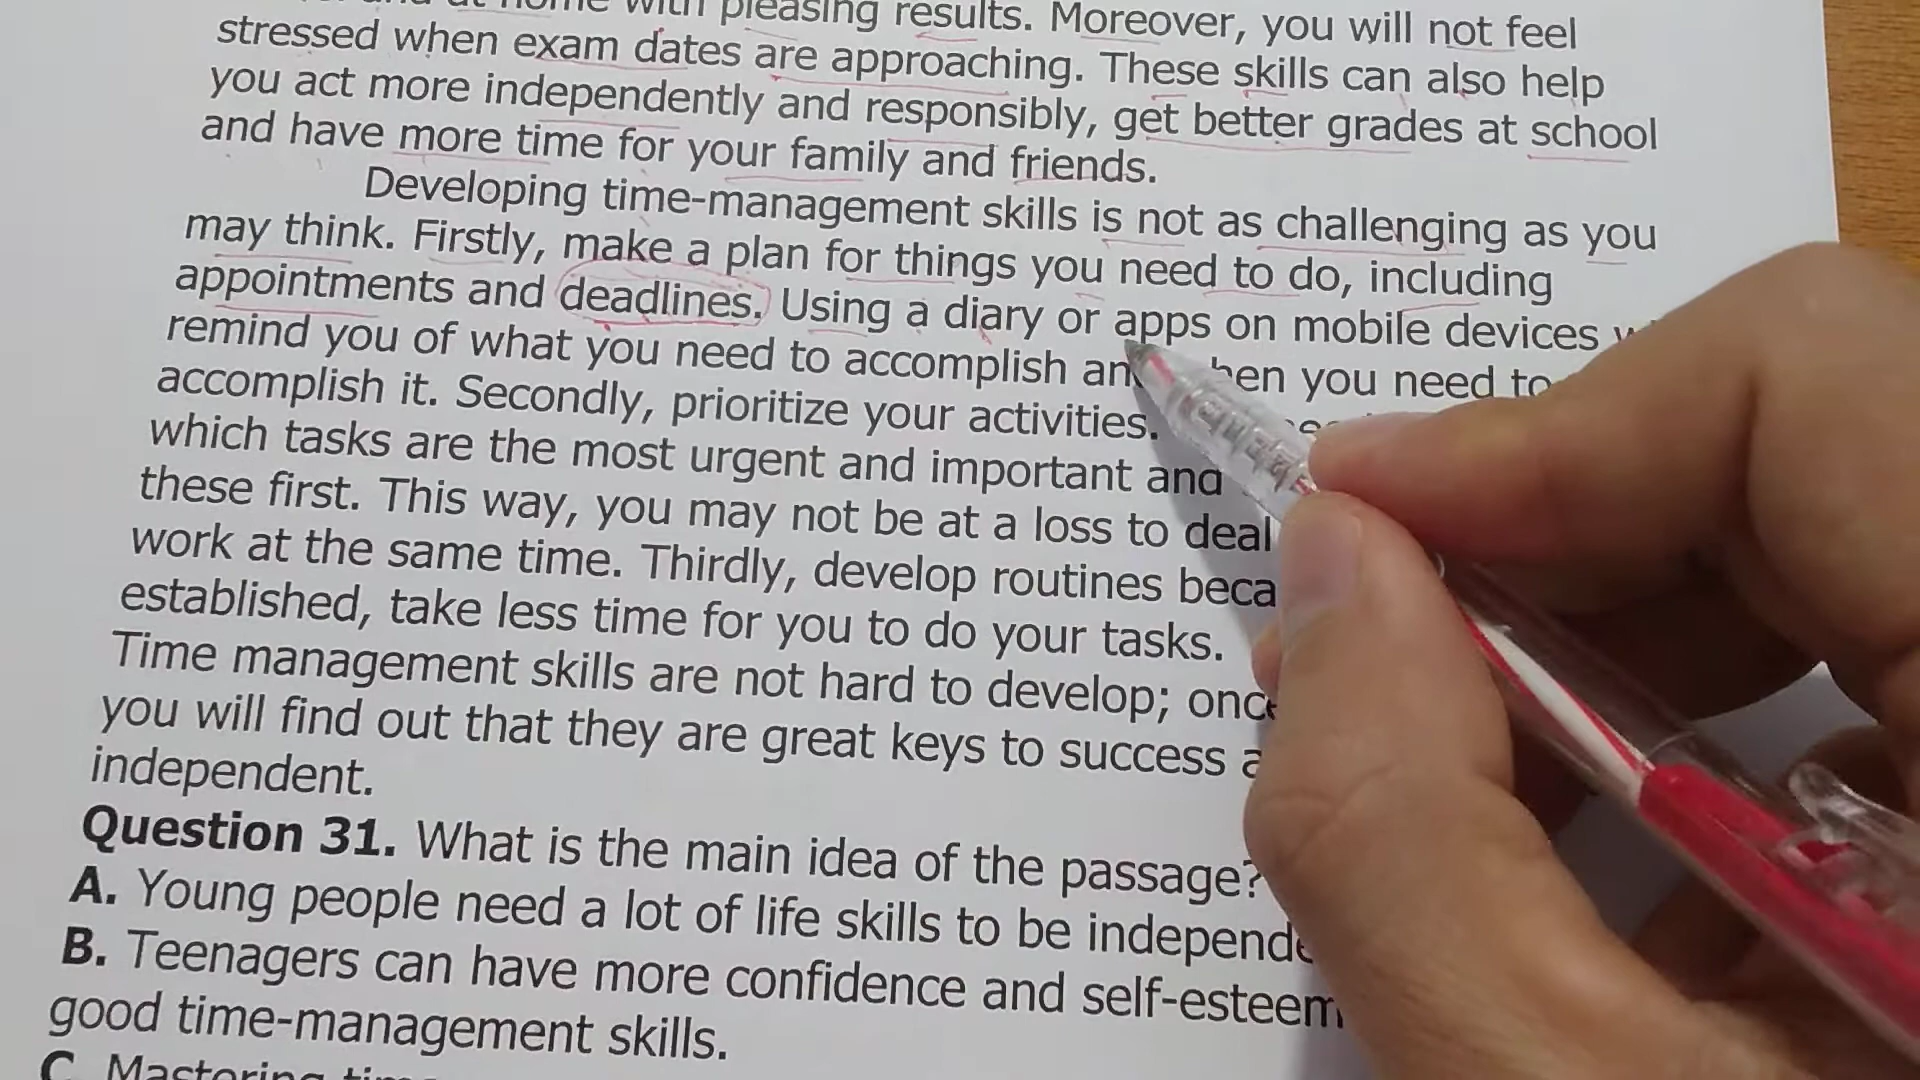 and at home with pleasing results. Moreover, you will not feel
stressed when exam dates are approaching. These skills can also help
you act more independently and responsibly, get better grades at school
and have more time for your family and friends.
Developing time-management skills is not as challenging as you
may think. Firstly, make a plan for things you need to do, including
appointments and deadlines. Using a diary or apps on mobile devices
remind you of what you need to accomplish and when you need to
accomplish it. Secondly, prioritize your activities.
which tasks are the most urgent and important and
these first. This way, you may not be at a loss to deal
work at the same time. Thirdly, develop routines
established, take less time for you to do your tasks.
Time management skills are not hard to develop;
you will find out that they are great keys to success
independent.
Question 31. What is the main idea of the passage?
A. Young people need a lot of life skills to be
B. Teenagers can have more confidence and self-esteem
good time-management skills.
C. Mastering